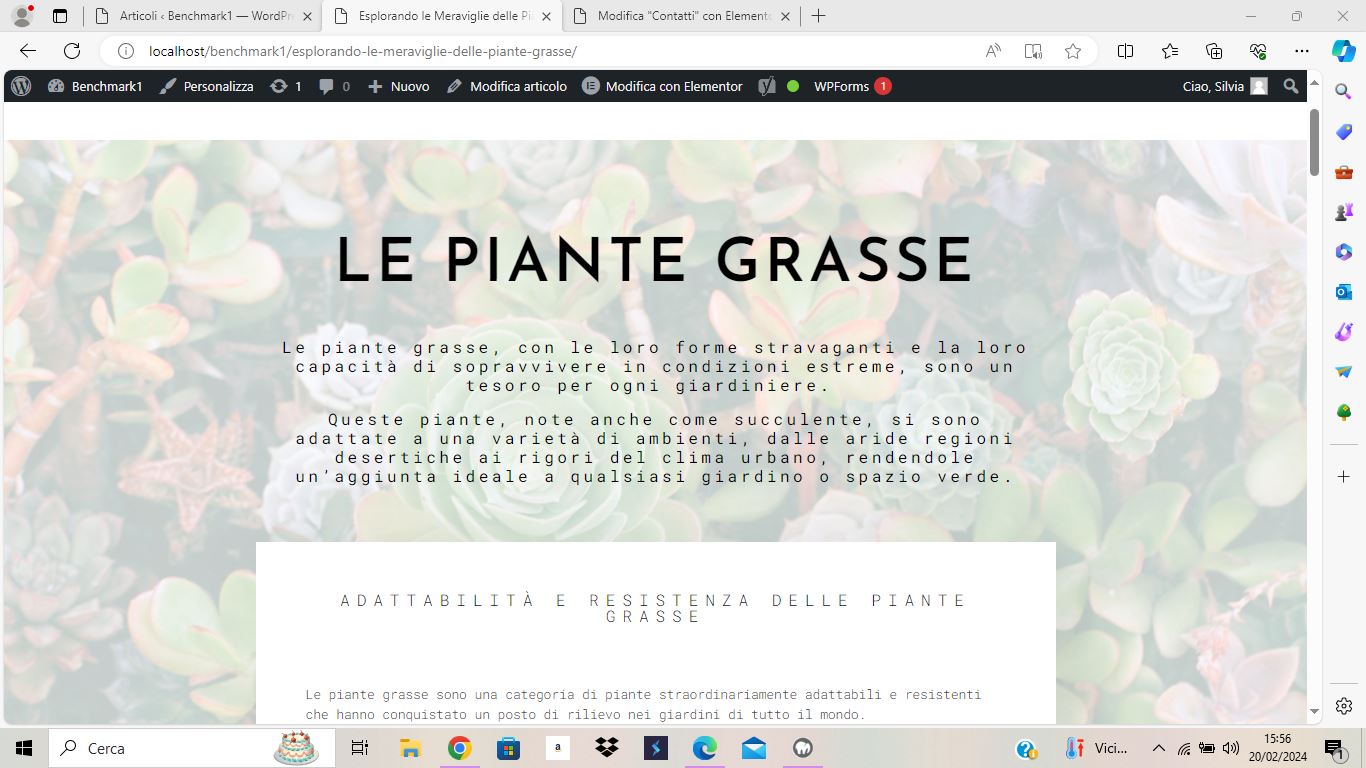 Articoli ‹ Benchmark1 — WordPr
Esplorando le Meraviglie delle Pi
Modifica "Contatti" con Elemento
localhost/benchmark1/esplorando-le-meraviglie-delle-piante-grasse/
Benchmark1
Personalizza
1
0
Nuovo
Modifica articolo
Modifica con Elementor
WPForms 1
Ciao, Silvia
LE PIANTE GRASSE
Le piante grasse, con le loro forme stravaganti e la loro
capacità di sopravvivere in condizioni estreme, sono un
tesoro per ogni giardiniere.
Queste piante, note anche come succulente, si sono
adattate a una varietà di ambienti, dalle aride regioni
desertiche ai rigori del clima urbano, rendendole
un’aggiunta ideale a qualsiasi giardino o spazio verde.
ADATTABILITÀ E RESISTENZA DELLE PIANTE
GRASSE
Le piante grasse sono una categoria di piante straordinariamente adattabili e resistenti
che hanno conquistato un posto di rilievo nei giardini di tutto il mondo.
Cerca
a
Vici...
15:56
20/02/2024
1